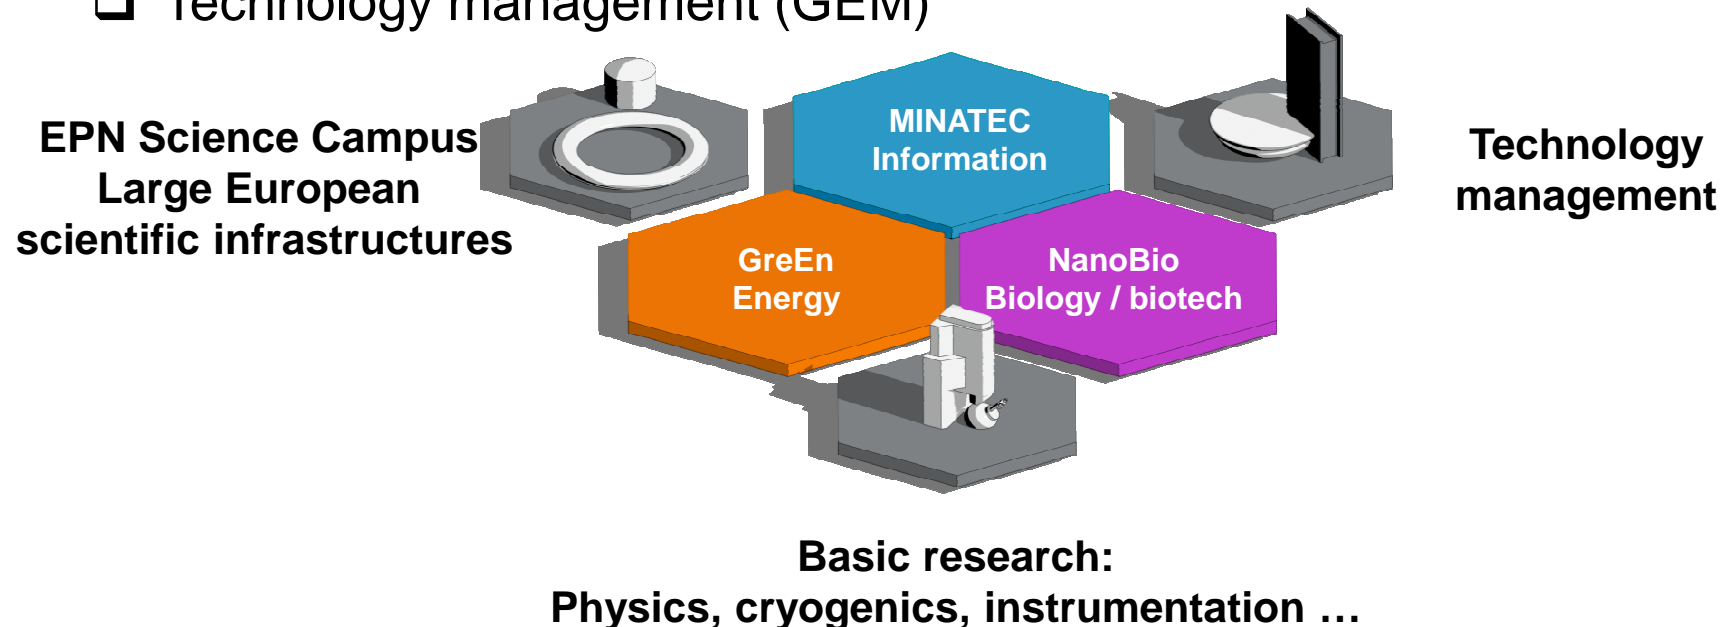 ❑ Technology management (GEM)
EPN Science Campus
Large European
scientific infrastructures
MINATEC
Information
Technology
management
GreEn
Energy
NanoBio
Biology / biotech
Basic research:
Physics, cryogenics, instrumentation …